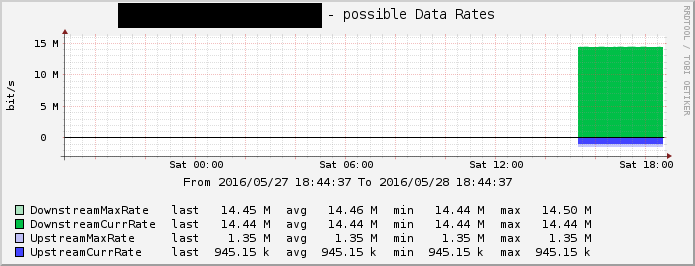 - possible Data Rates
RRDTOOL / TOBI OETIKER
bit/s
15 M
10 M
5 M
0
Sat 00:00 Sat 06:00 Sat 12:00 Sat 18:00
From 2016/05/27 18:44:37 To 2016/05/28 18:44:37
DownstreamMaxRate last 14.45 M avg 14.46 M min 14.44 M max 14.50 M
DownstreamCurrRate last 14.44 M avg 14.44 M min 14.44 M max 14.44 M
UpstreamMaxRate last 1.35 M avg 1.35 M min 1.35 M max 1.35 M
UpstreamCurrRate last 945.15 k avg 945.15 k min 945.15 k max 945.15 k